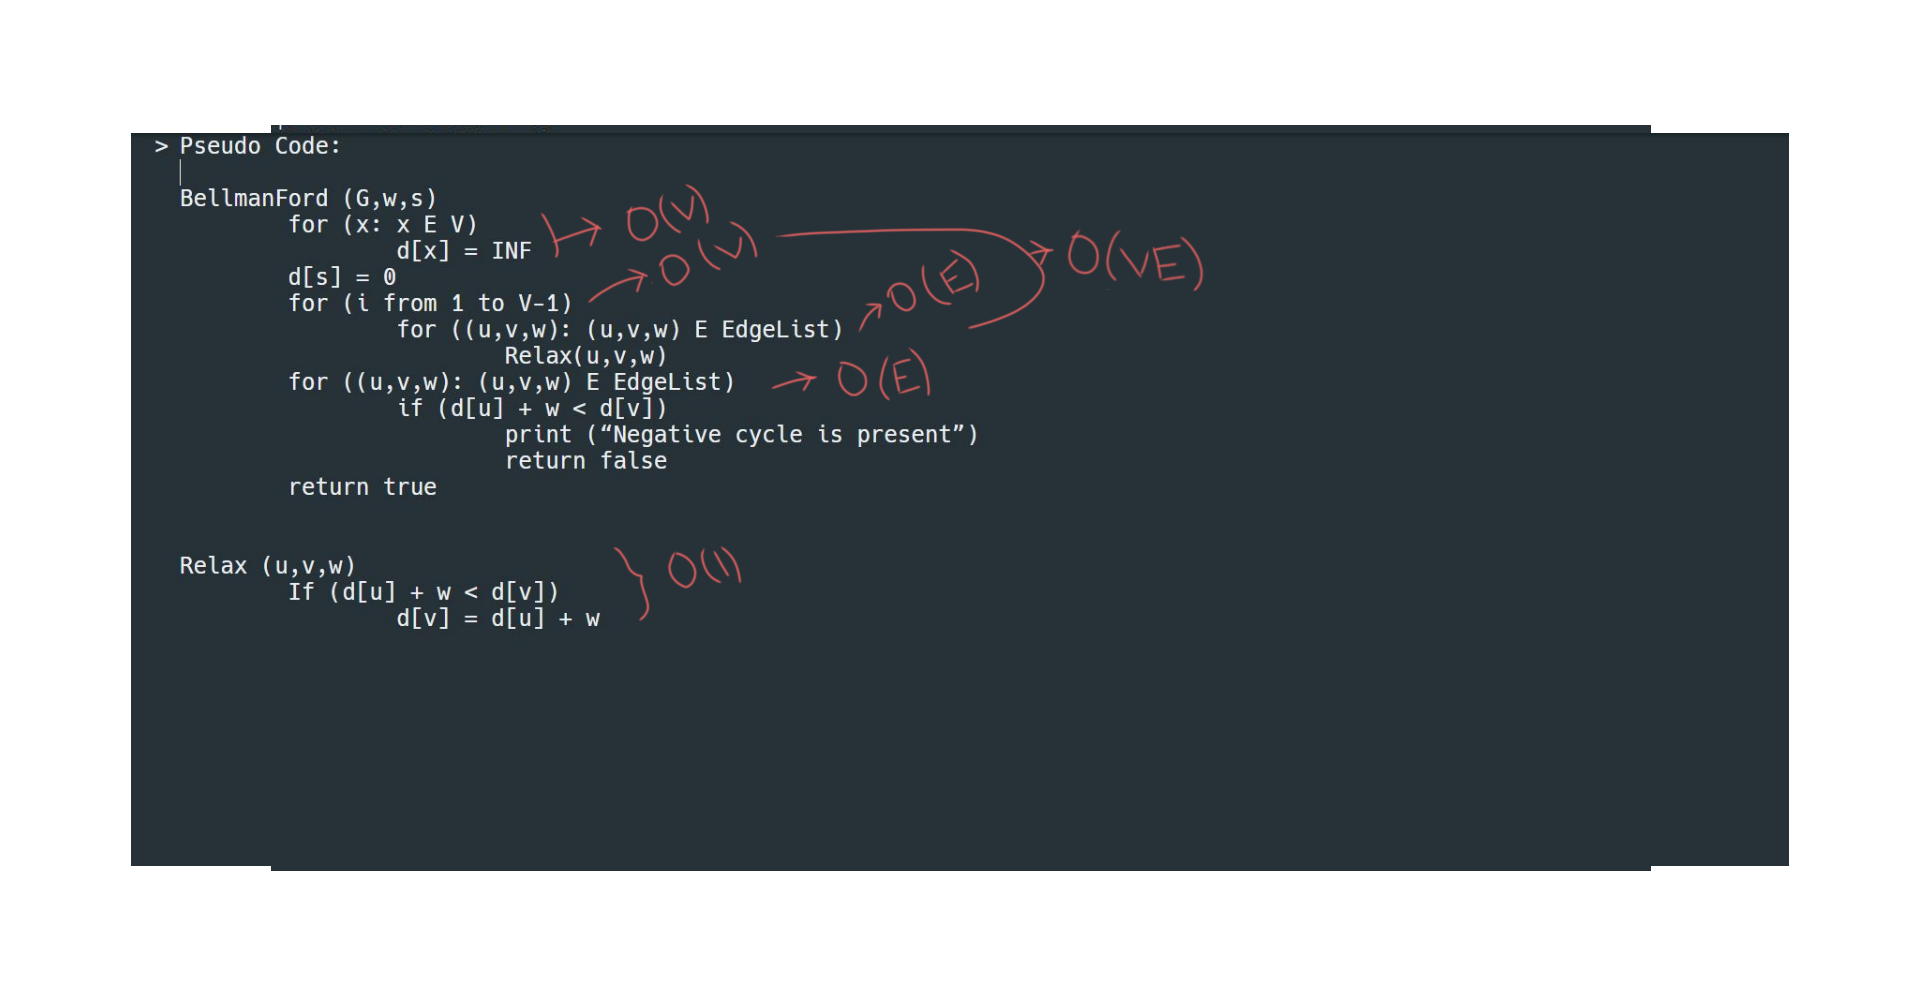 > Pseudo Code:
BellmanFord (G,w,s)
for (x: x E V) O(V)
d[x] = INF
d[s] = 0
for (i from 1 to V-1) O(V)
for ((u,v,w): (u,v,w) E EdgeList) O(E) O(VE)
Relax(u,v,w)
for ((u,v,w): (u,v,w) E EdgeList) O(E)
if (d[u] + w < d[v])
print (“Negative cycle is present”)
return false
return true
Relax (u,v,w) O(1)
If (d[u] + w < d[v])
d[v] = d[u] + w